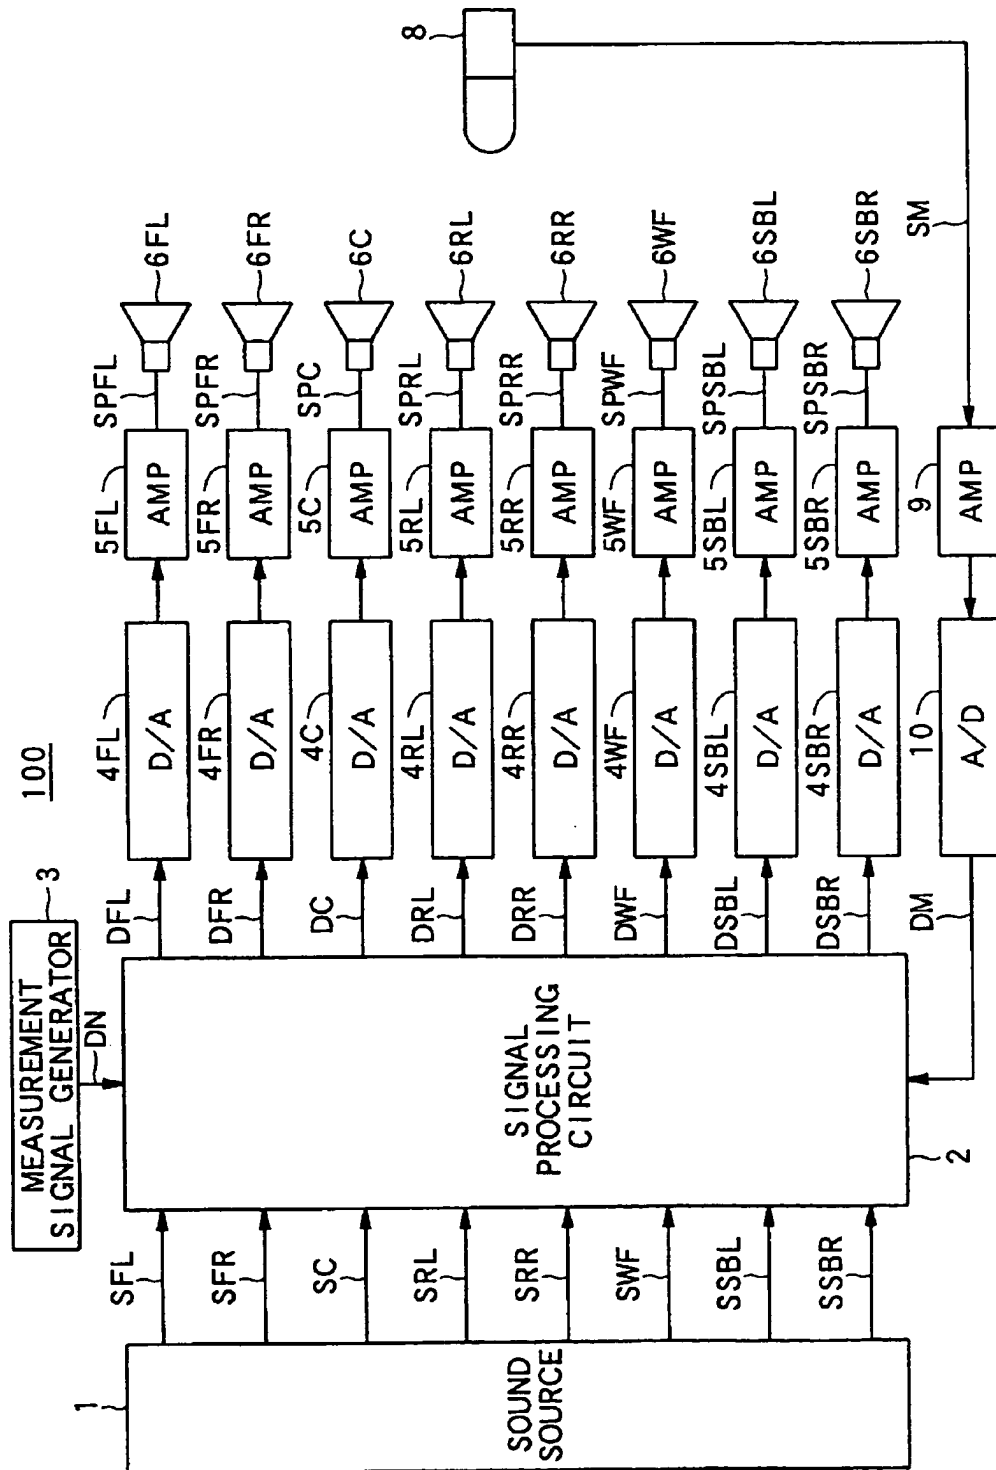 100
MEASUREMENT
SIGNAL GENERATOR
3
DN
1
SOUND
SOURCE
SFL
SFR
SC
SRL
SRR
SWF
SSBL
SSBR
SIGNAL
PROCESSING
CIRCUIT
2
DFL
DFR
DC
DRL
DRR
DWF
DSBL
DSBR
DM
4FL
D/A
4FR
D/A
4C
D/A
4RL
D/A
4RR
D/A
4WF
D/A
4SBL
D/A
4SBR
D/A
10
A/D
5FL
AMP
5FR
AMP
5C
AMP
5RL
AMP
5RR
AMP
5WF
AMP
5SBL
AMP
5SBR
AMP
9
AMP
SPFL
SPFR
SPC
SPRL
SPRR
SPWF
SPSBL
SPSBR
6FL
6FR
6C
6RL
6RR
6WF
6SBL
6SBR
SM
8